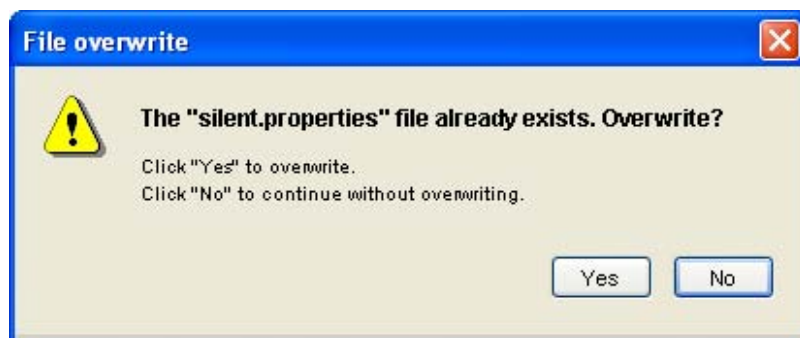 File overwrite
The "silent.properties" file already exists. Overwrite?
Click "Yes" to overwrite.
Click "No" to continue without overwriting.
Yes No